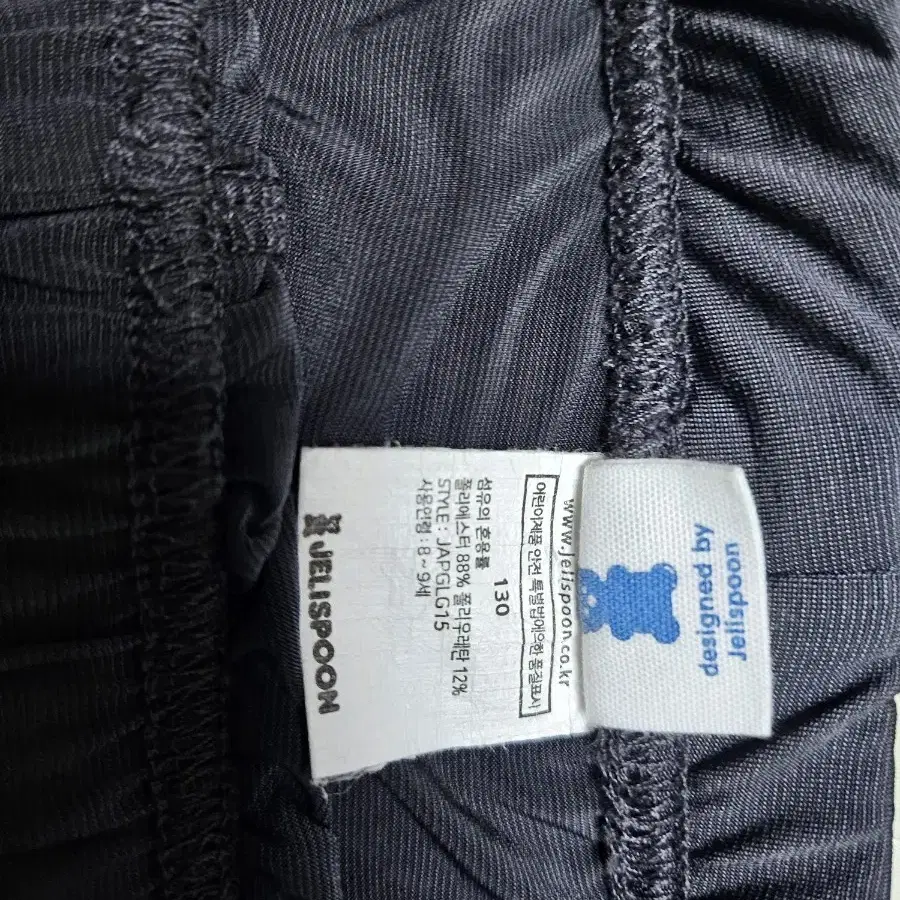 www.jelispoon.co.kr
어린이제품 안전 특별법에의한 품질표시
130
섬유의 혼용률
폴리에스터 88% 폴리우레탄 12%
STYLE : JAPGLG15
사용연령 : 8 ~ 9세
JELISPOON
designed by
Jelispoon